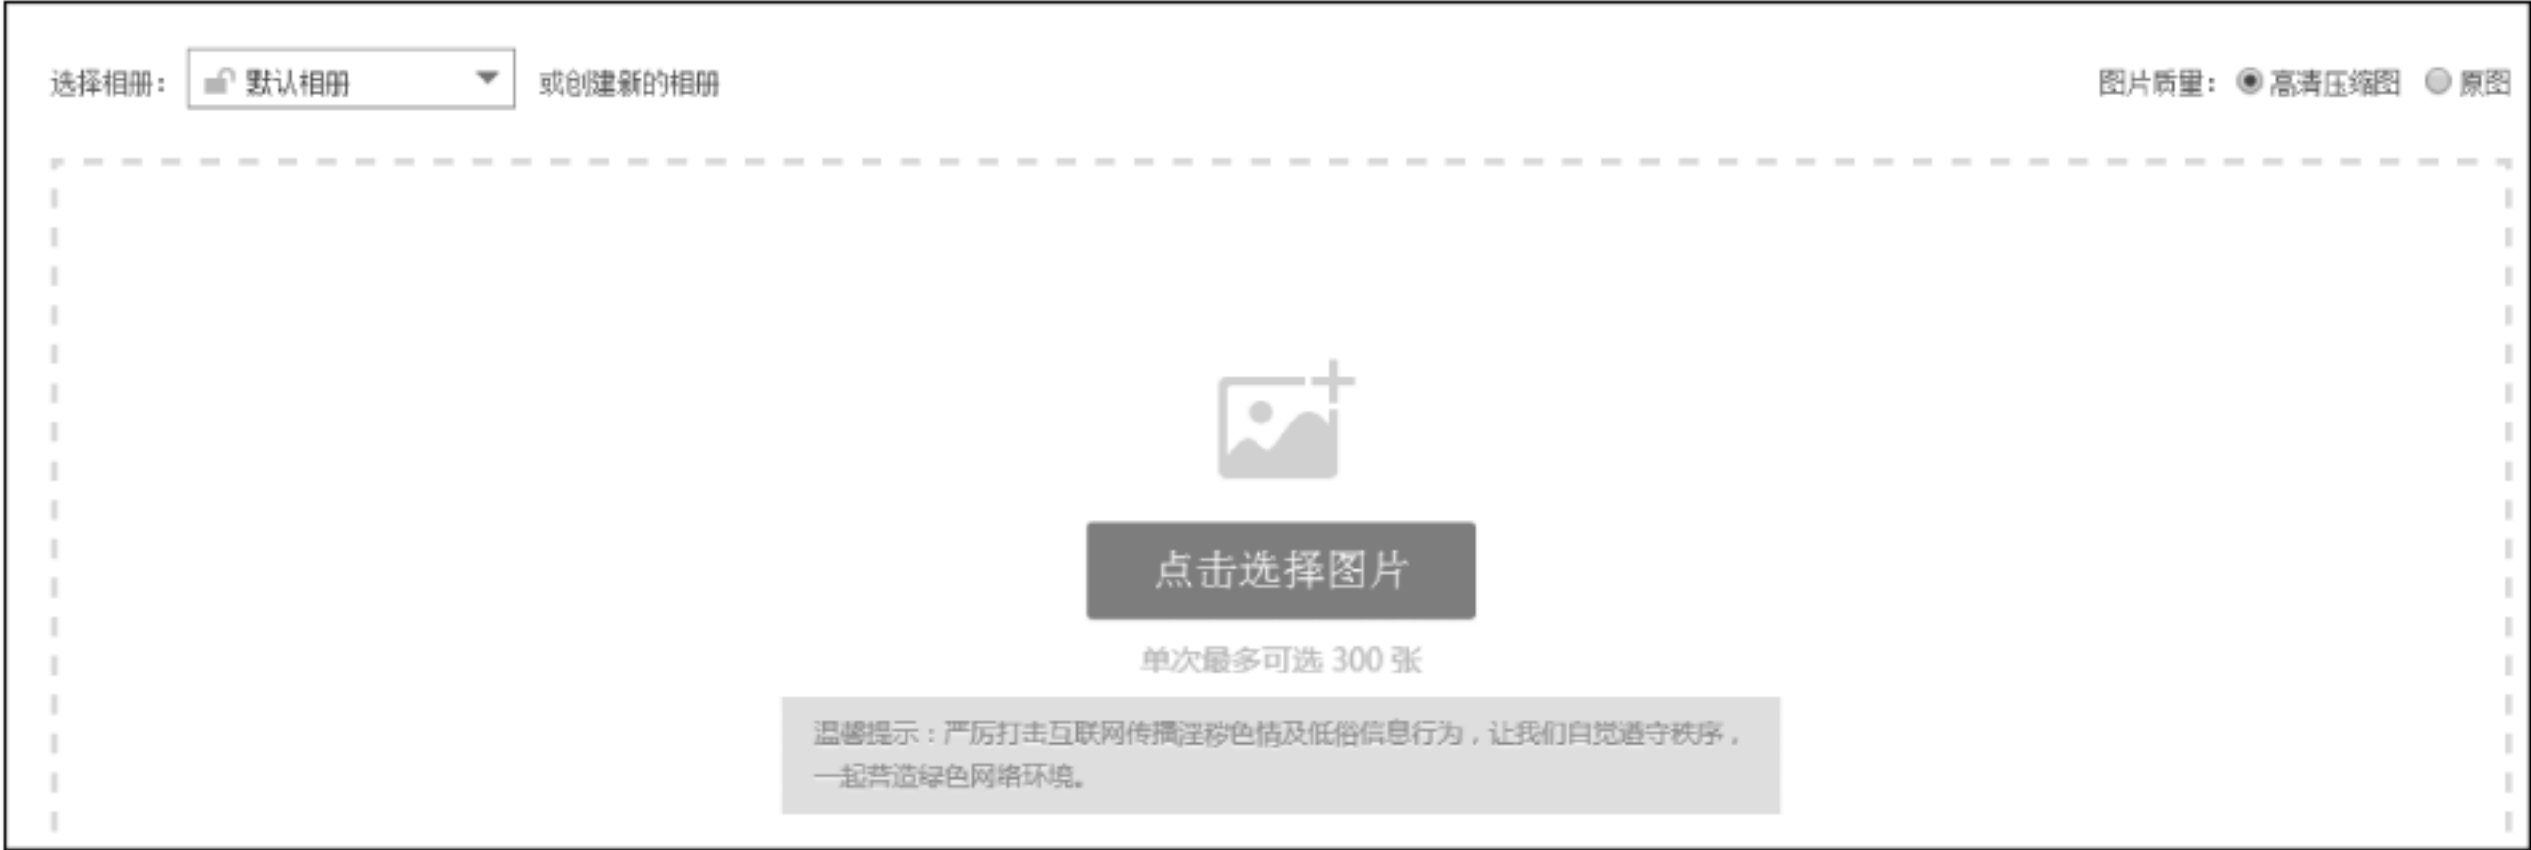 选择相册： 默认相册 或创建新的相册 图片质量： 高清压缩图 原图
点击选择图片
单次最多可选 300 张
温馨提示：严厉打击互联网传播淫秽色情及低俗信息行为，让我们自觉遵守秩序，
一起营造绿色网络环境。